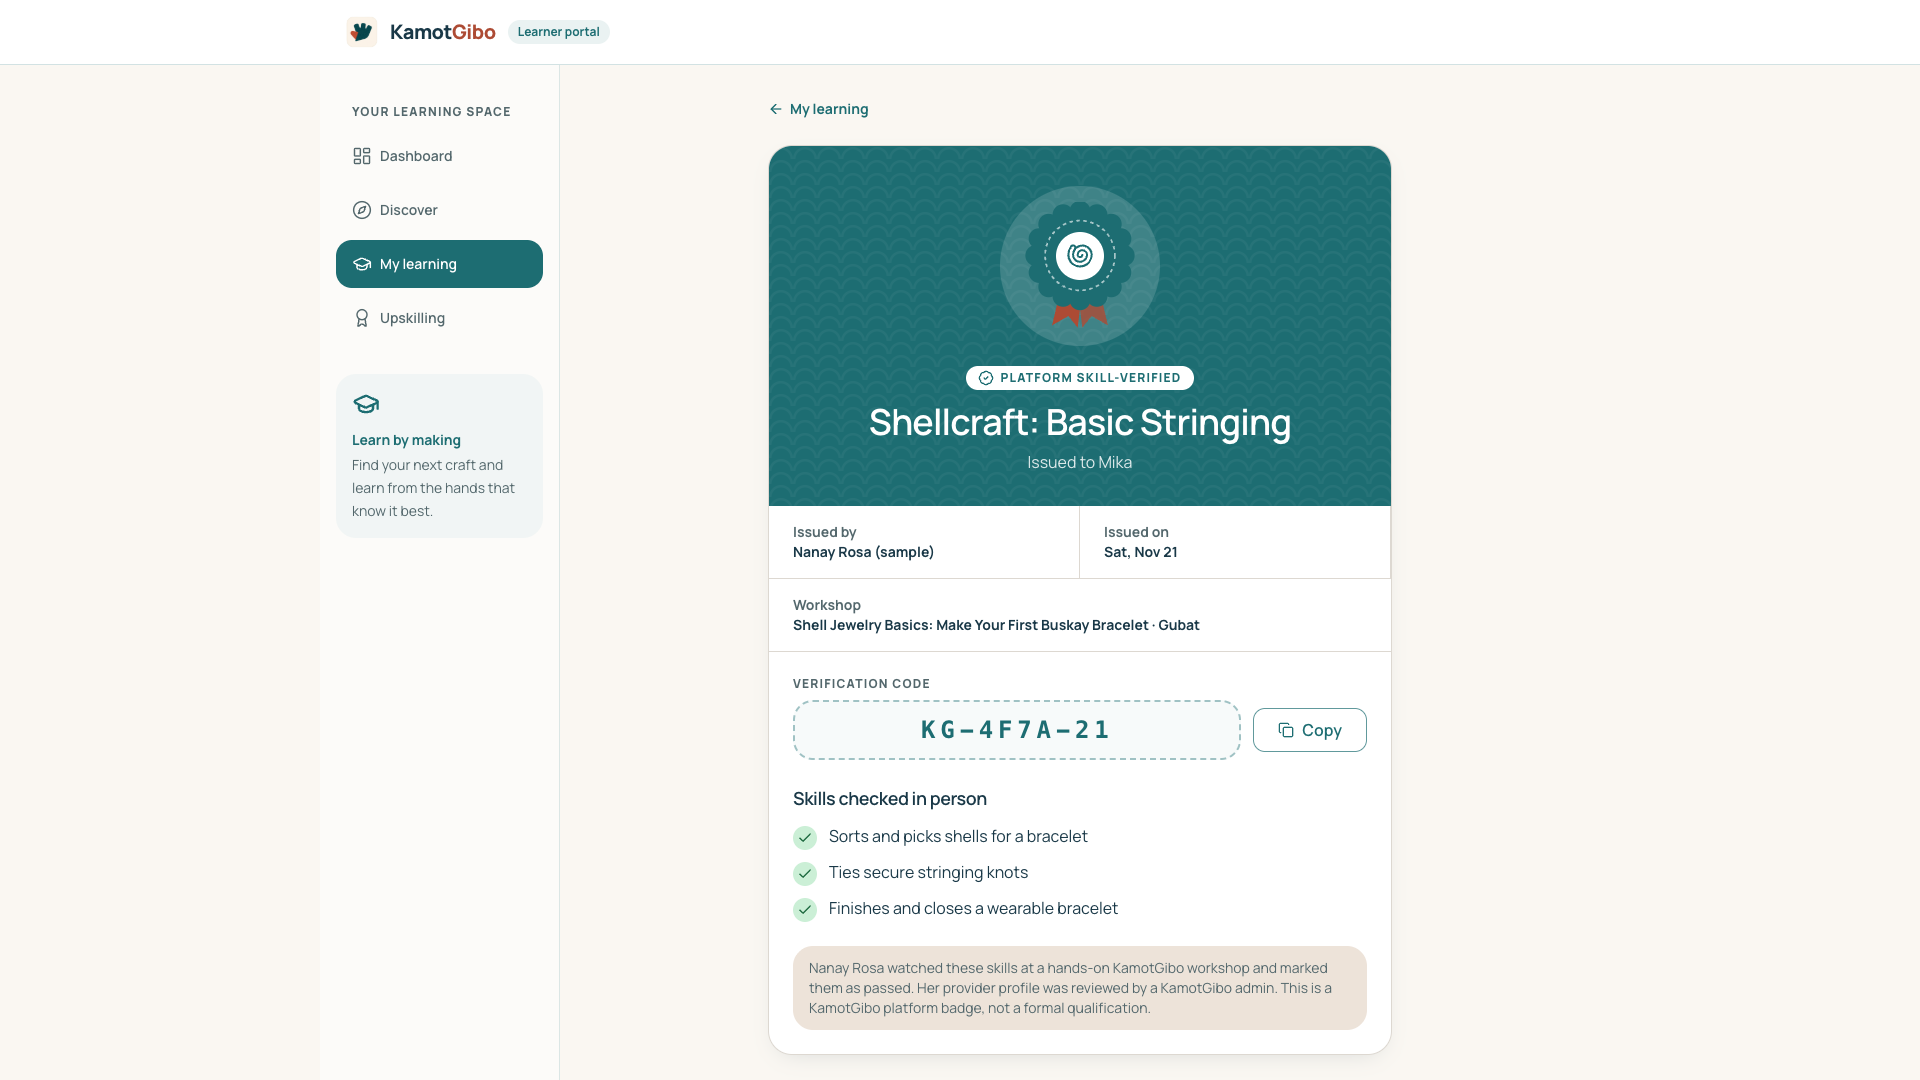 KamotGibo
Learner portal
YOUR LEARNING SPACE
Dashboard
Discover
My learning
Upskilling
Learn by making
Find your next craft and
learn from the hands that
know it best.
My learning
PLATFORM SKILL-VERIFIED
Shellcraft: Basic Stringing
Issued to Mika
Issued by
Nanay Rosa (sample)
Issued on
Sat, Nov 21
Workshop
Shell Jewelry Basics: Make Your First Buskay Bracelet · Gubat
VERIFICATION CODE
KG-4F7A-21
Copy
Skills checked in person
Sorts and picks shells for a bracelet
Ties secure stringing knots
Finishes and closes a wearable bracelet
Nanay Rosa watched these skills at a hands-on KamotGibo workshop and marked
them as passed. Her provider profile was reviewed by a KamotGibo admin. This is a
KamotGibo platform badge, not a formal qualification.